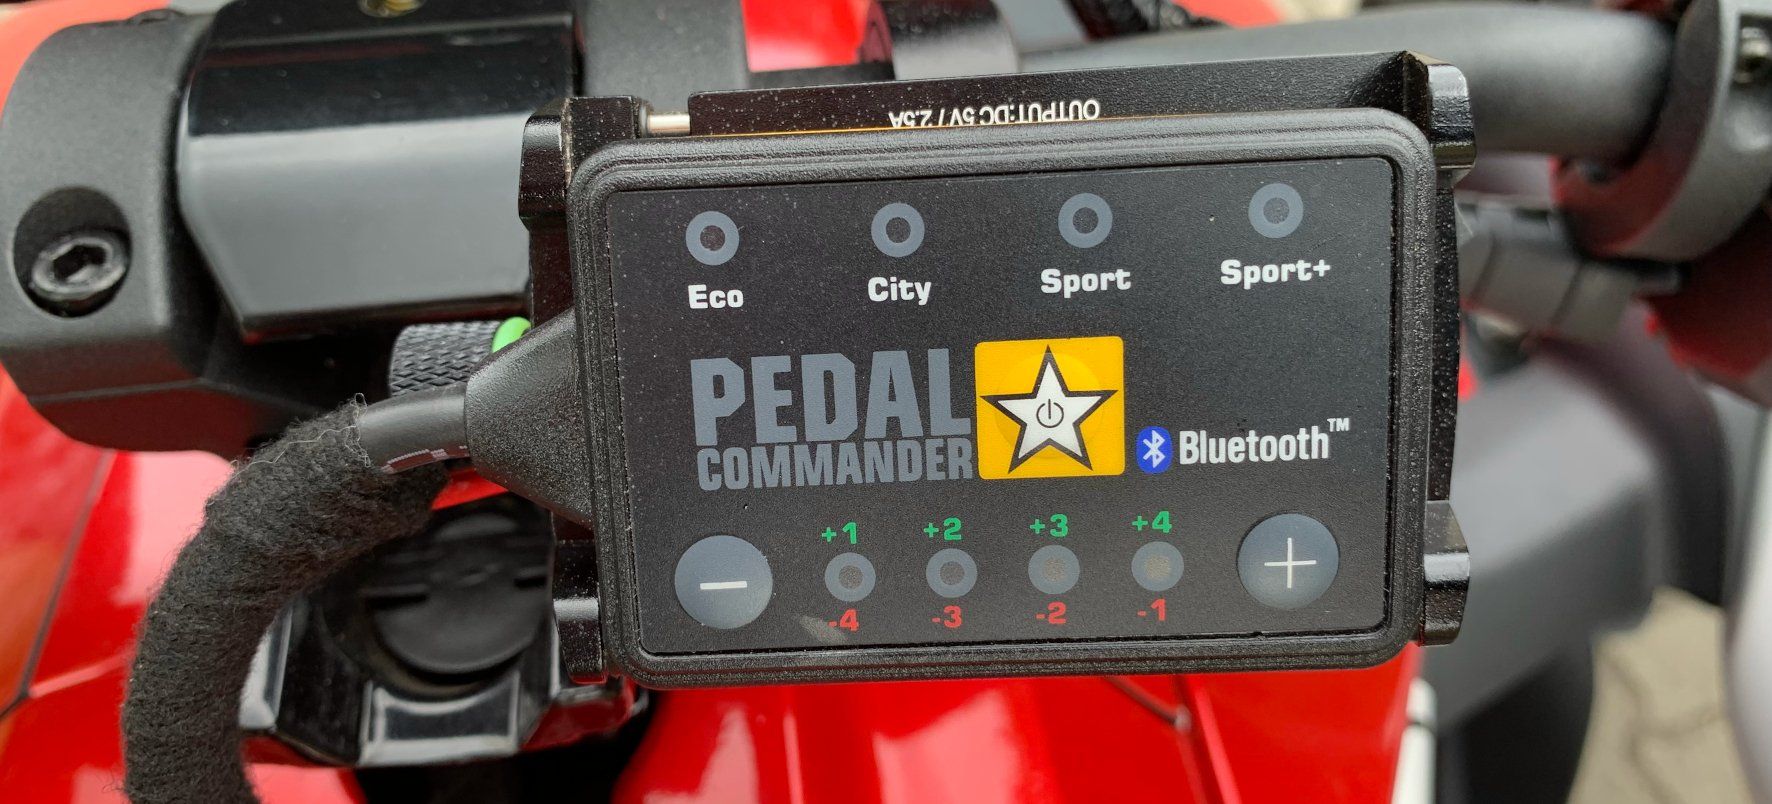 OUTPUT:DC 5V / 2.5A
Eco City Sport Sport+
PEDAL
COMMANDER
Bluetooth™
+1 +2 +3 +4
− +
-4 -3 -2 -1